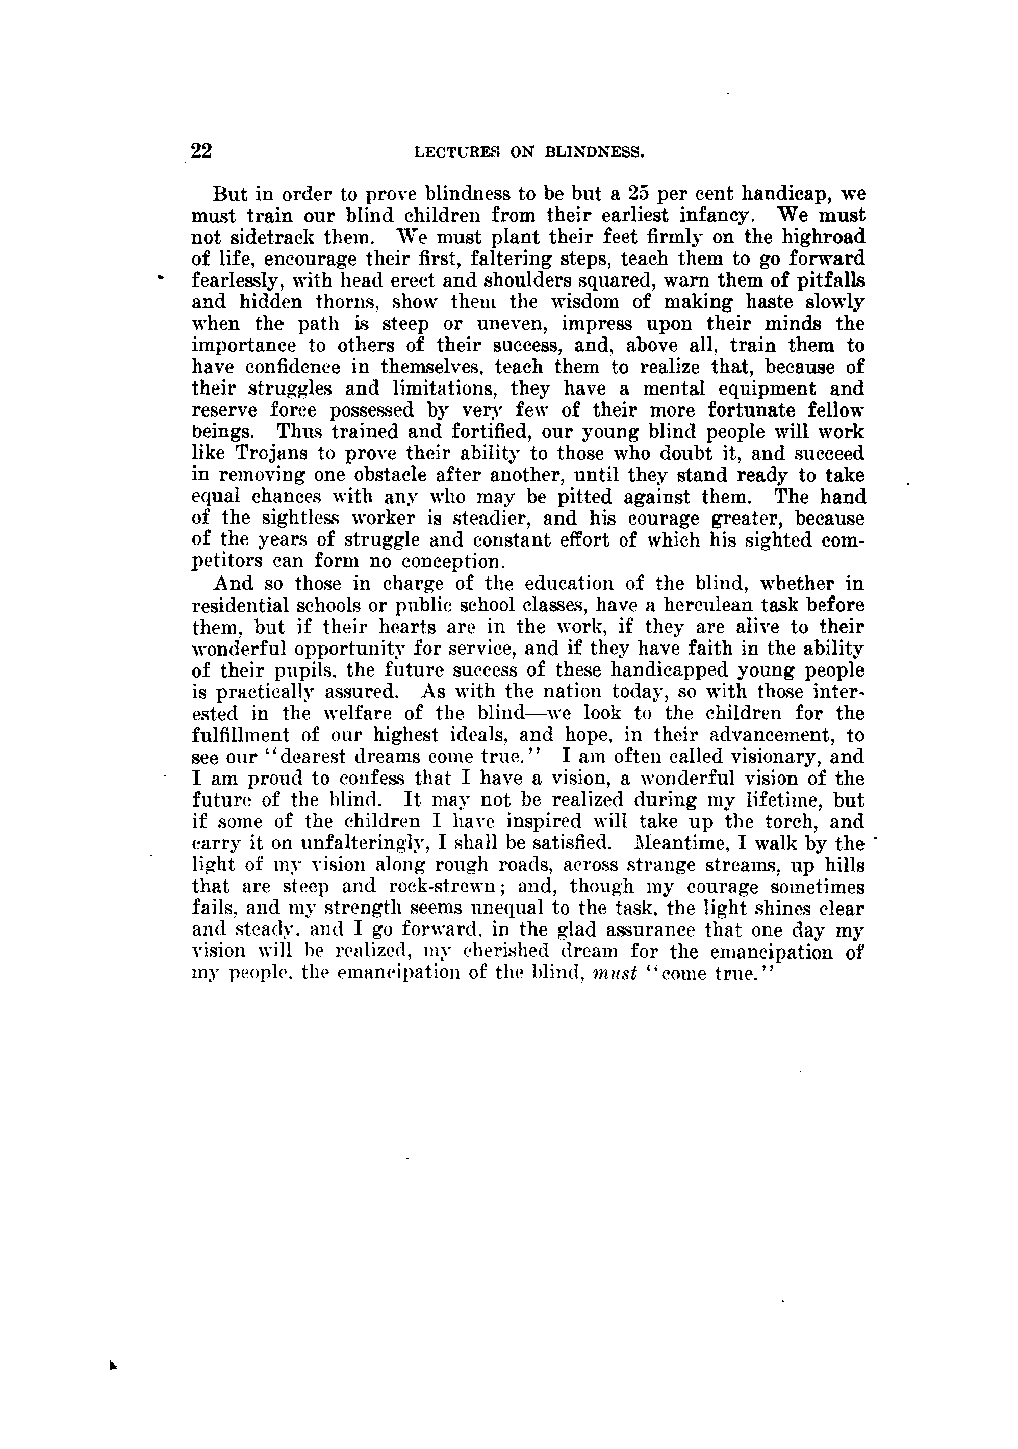 22 LECTURES ON BLINDNESS.
But in order to prove blindness to be but a 25 per cent handicap, we
must train our blind children from their earliest infancy. We must
not sidetrack them. We must plant their feet firmly on the highroad
of life, encourage their first, faltering steps, teach them to go forward
fearlessly, with head erect and shoulders squared, warn them of pitfalls
and hidden thorns, show them the wisdom of making haste slowly
when the path is steep or uneven, impress upon their minds the
importance to others of their success, and, above all, train them to
have confidence in themselves, teach them to realize that, because of
their struggles and limitations, they have a mental equipment and
reserve force possessed by very few of their more fortunate fellow
beings. Thus trained and fortified, our young blind people will work
like Trojans to prove their ability to those who doubt it, and succeed
in removing one obstacle after another, until they stand ready to take
equal chances with any who may be pitted against them. The hand
of the sightless worker is steadier, and his courage greater, because
of the years of struggle and constant effort of which his sighted com-
petitors can form no conception.
And so those in charge of the education of the blind, whether in
residential schools or public school classes, have a herculean task before
them, but if their hearts are in the work, if they are alive to their
wonderful opportunity for service, and if they have faith in the ability
of their pupils, the future success of these handicapped young people
is practically assured. As with the nation today, so with those inter-
ested in the welfare of the blind—we look to the children for the
fulfillment of our highest ideals, and hope, in their advancement, to
see our "dearest dreams come true." I am often called visionary, and
I am proud to confess that I have a vision, a wonderful vision of the
future of the blind. It may not be realized during my lifetime, but
if some of the children I have inspired will take up the torch, and
carry it on unfalteringly, I shall be satisfied. Meantime, I walk by the
light of my vision along rough roads, across strange streams, up hills
that are steep and rock-strewn; and, though my courage sometimes
fails, and my strength seems unequal to the task, the light shines clear
and steady, and I go forward, in the glad assurance that one day my
vision will be realized, my cherished dream for the emancipation of
my people, the emancipation of the blind, must "come true."